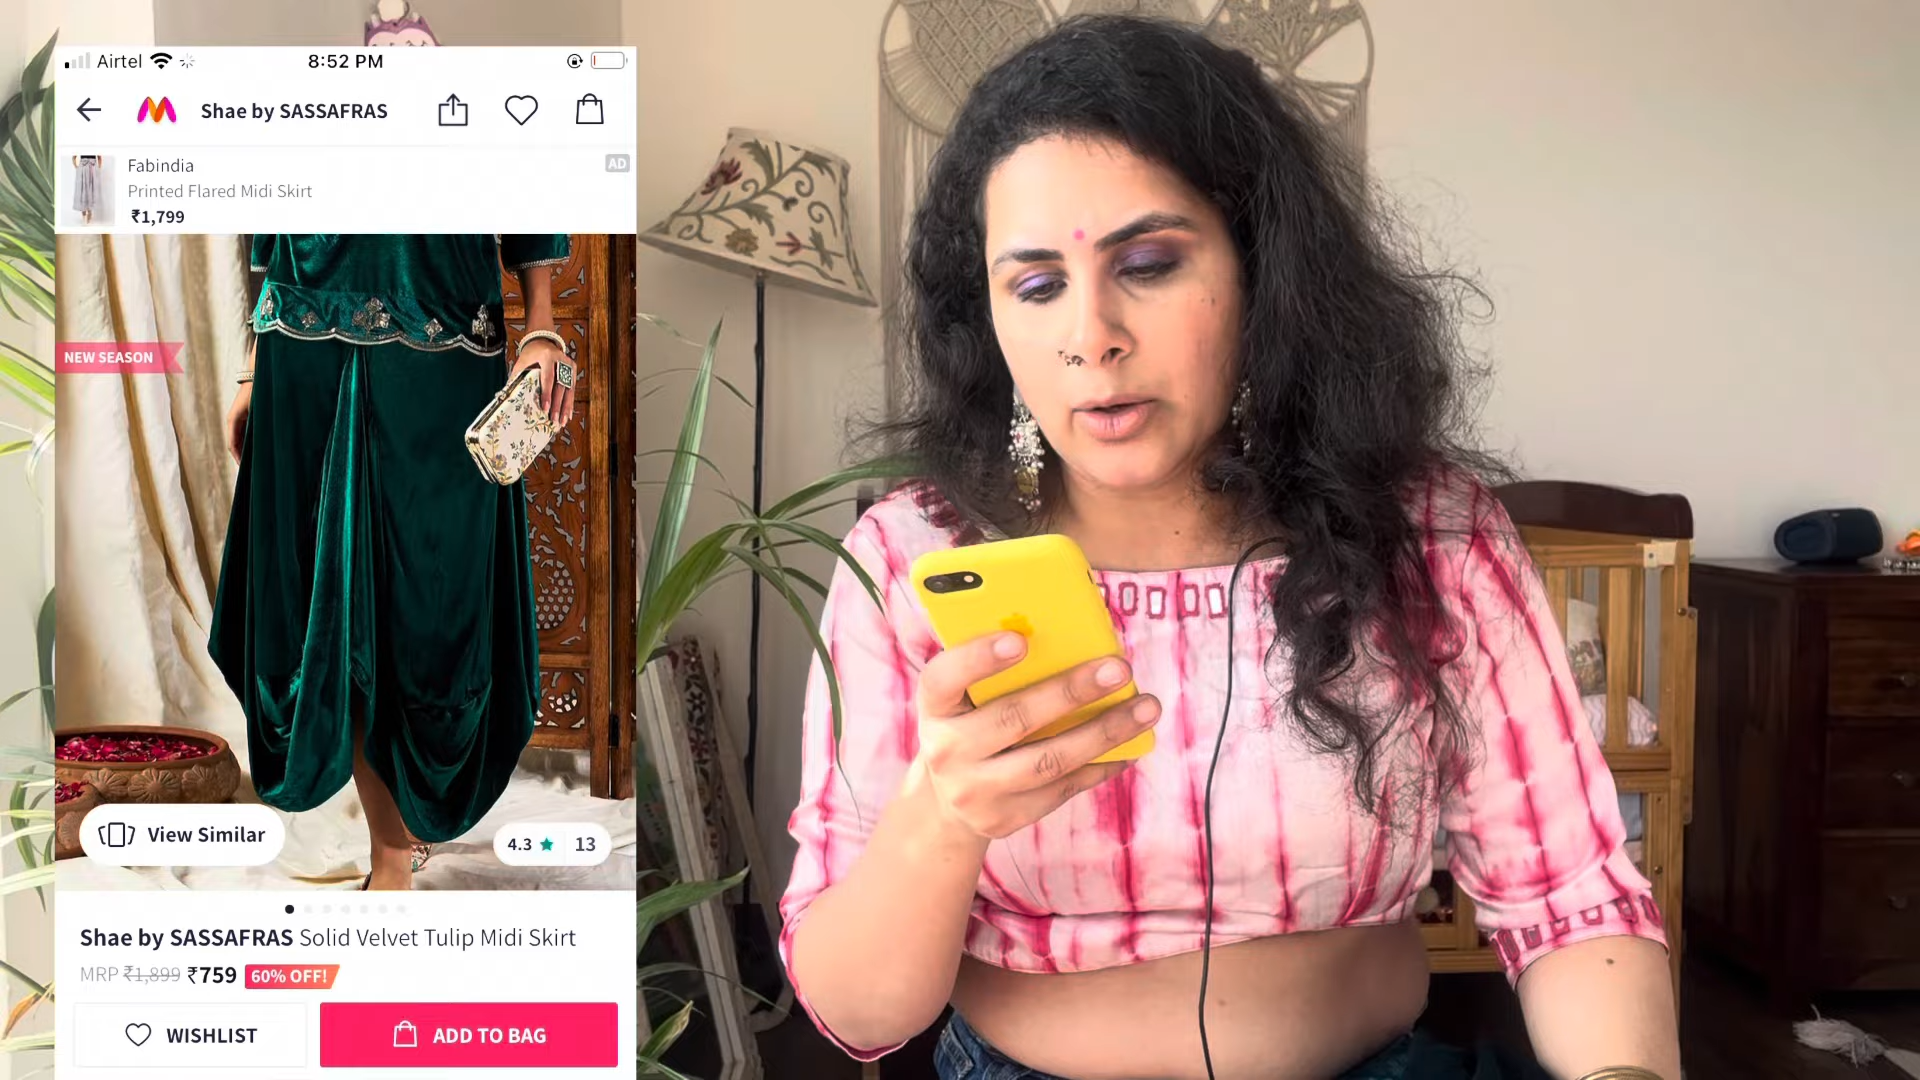 Airtel
8:52 PM
Shae by SASSAFRAS
Fabindia
AD
Printed Flared Midi Skirt
₹1,799
NEW SEASON
View Similar
4.3 ★ 13
Shae by SASSAFRAS Solid Velvet Tulip Midi Skirt
MRP ₹1,899 ₹759 60% OFF!
WISHLIST
ADD TO BAG